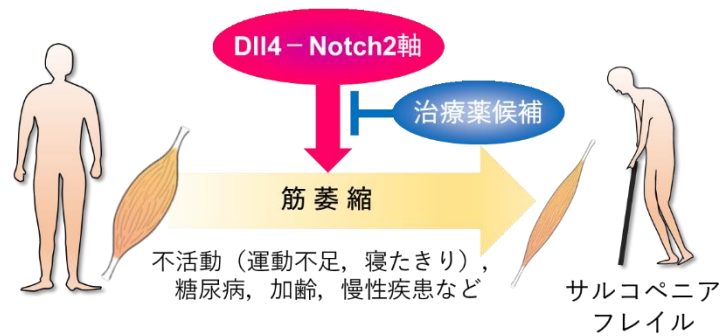 Dll4－Notch2軸
治療薬候補
筋萎縮
不活動（運動不足，寝たきり），
糖尿病，加齢，慢性疾患など
サルコペニア
フレイル